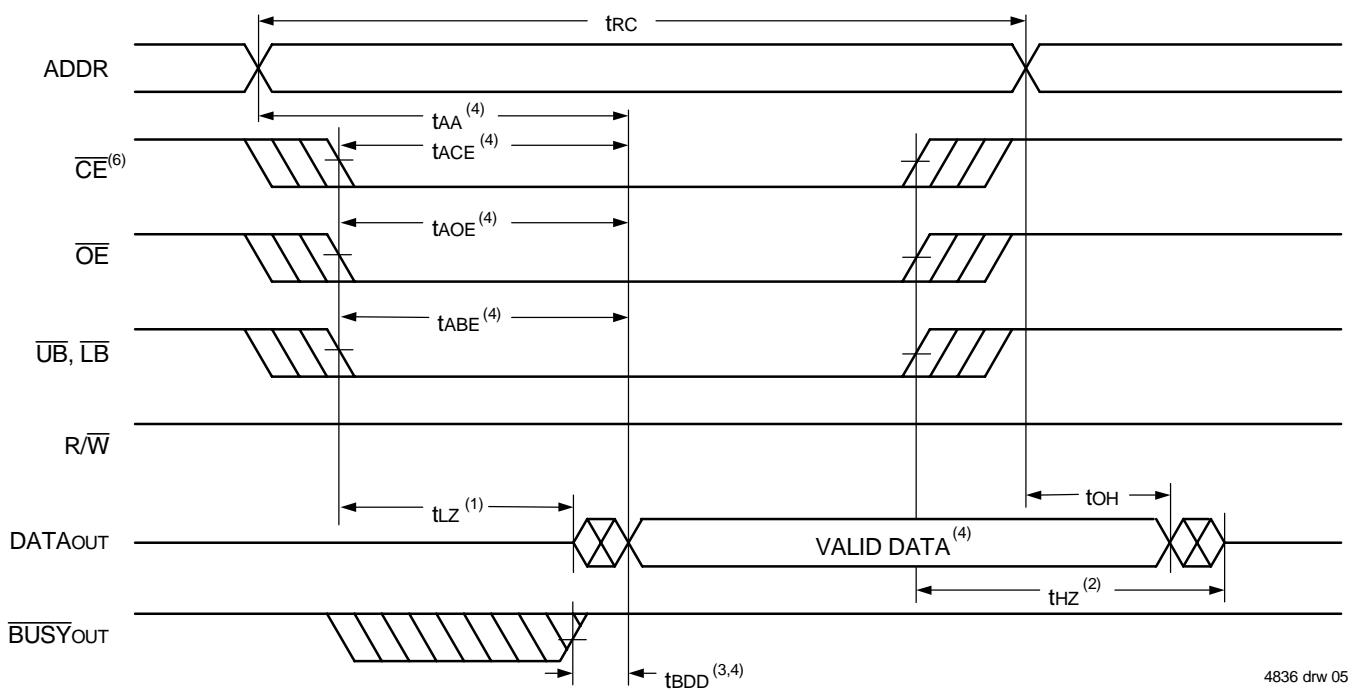 tRC
ADDR
tAA (4)
tACE (4)
CE(6)
tAOE (4)
OE
tABE (4)
UB, LB
R/W
tOH
tLZ (1)
DATAOUT
VALID DATA(4)
tHZ (2)
BUSYOUT
tBDD (3,4)
4836 drw 05